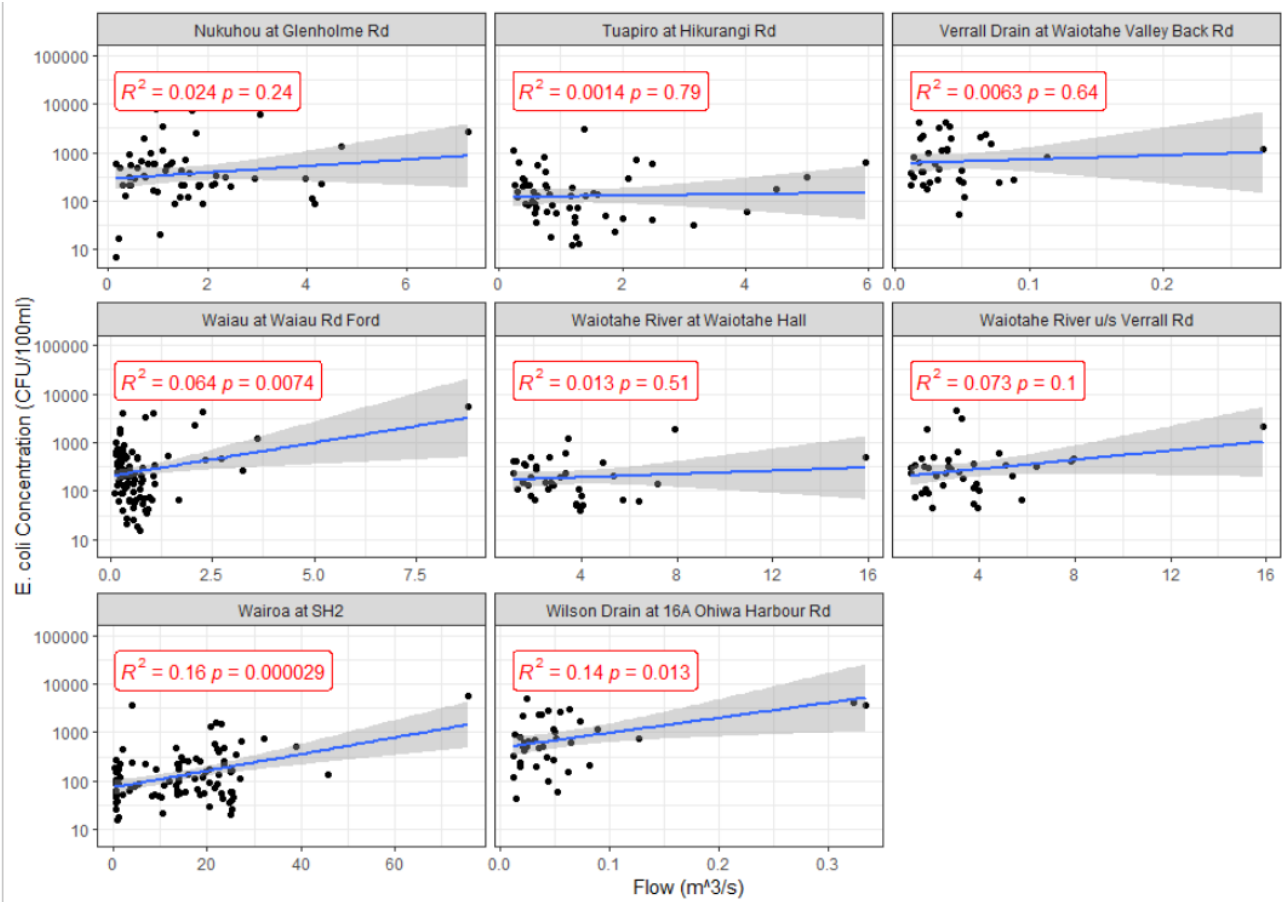 Nukuhou at Glenholme Rd
Tuapiro at Hikurangi Rd
Verrall Drain at Waiotahe Valley Back Rd
100000
10000
1000
100
10
R² = 0.024 p = 0.24
R² = 0.0014 p = 0.79
R² = 0.0063 p = 0.64
0 2 4 6
0 2 4 6
0.0 0.1 0.2
Waiau at Waiau Rd Ford
Waiotahe River at Waiotahe Hall
Waiotahe River u/s Verrall Rd
100000
10000
1000
100
10
R² = 0.064 p = 0.0074
R² = 0.013 p = 0.51
R² = 0.073 p = 0.1
0.0 2.5 5.0 7.5
4 8 12 16
4 8 12 16
Wairoa at SH2
Wilson Drain at 16A Ohiwa Harbour Rd
100000
10000
1000
100
10
R² = 0.16 p = 0.000029
R² = 0.14 p = 0.013
0 20 40 60
0.0 0.1 0.2 0.3
E. coli Concentration (CFU/100ml)
Flow (m^3/s)